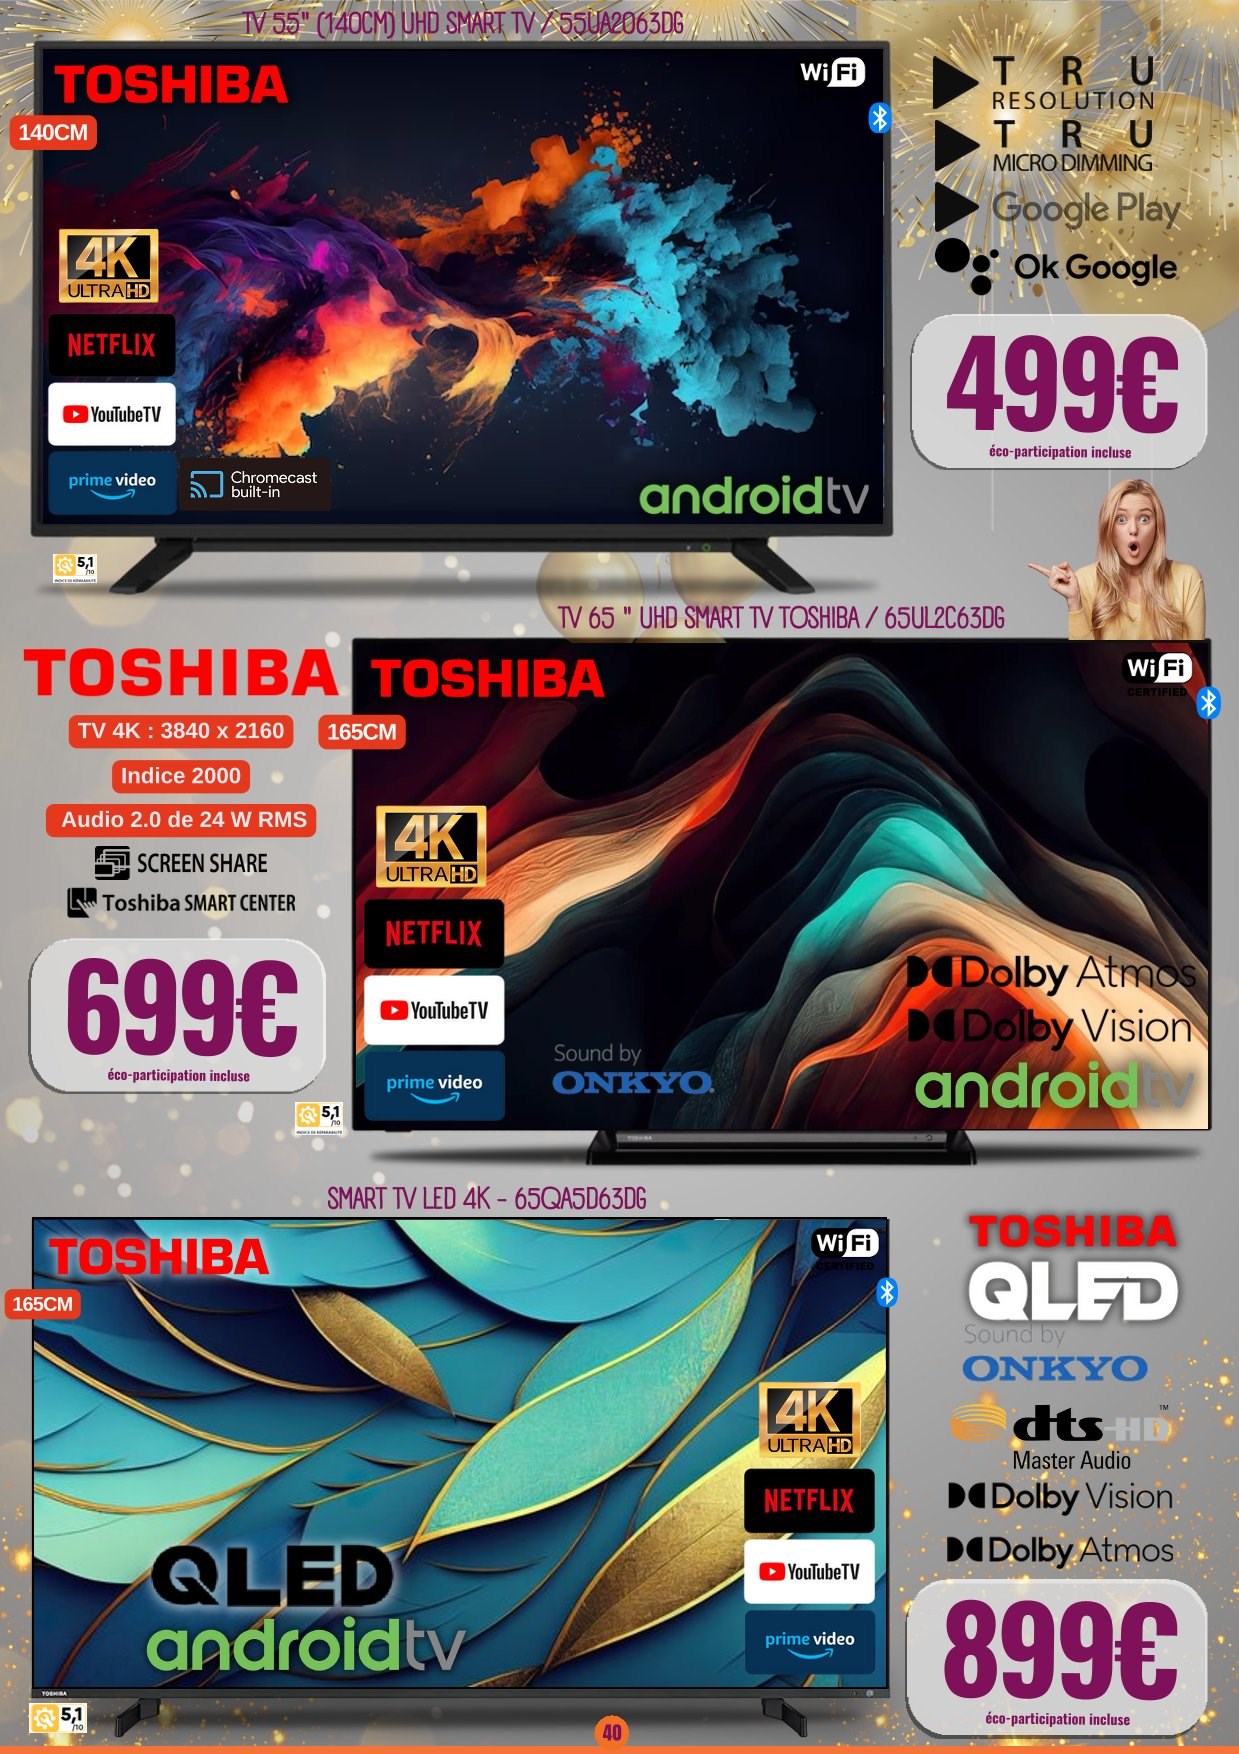 TV 55" (140CM) UHD SMART TV / 55UA2063DG
TOSHIBA
WiFi
140CM
4K
ULTRA HD
NETFLIX
YouTubeTV
prime video
Chromecast
built-in
androidtv
5,1
/10
TRU
RESOLUTION
TRU
MICRO DIMMING
Google Play
Ok Google
499€
éco-participation incluse
TV 65 " UHD SMART TV TOSHIBA / 65UL2C63DG
TOSHIBA
TV 4K : 3840 x 2160
Indice 2000
Audio 2.0 de 24 W RMS
SCREEN SHARE
Toshiba SMART CENTER
699€
éco-participation incluse
5,1
/10
TOSHIBA
WiFi
CERTIFIED
165CM
4K
ULTRA HD
NETFLIX
YouTubeTV
prime video
Sound by
ONKYO
Dolby Atmos
Dolby Vision
androidtv
TOSHIBA
SMART TV LED 4K - 65QA5D63DG
TOSHIBA
WiFi
CERTIFIED
165CM
4K
ULTRA HD
NETFLIX
YouTubeTV
prime video
QLED
androidtv
TOSHIBA
5,1
/10
TOSHIBA
QLED
Sound by
ONKYO
dts-HD™
Master Audio
Dolby Vision
Dolby Atmos
899€
éco-participation incluse
40